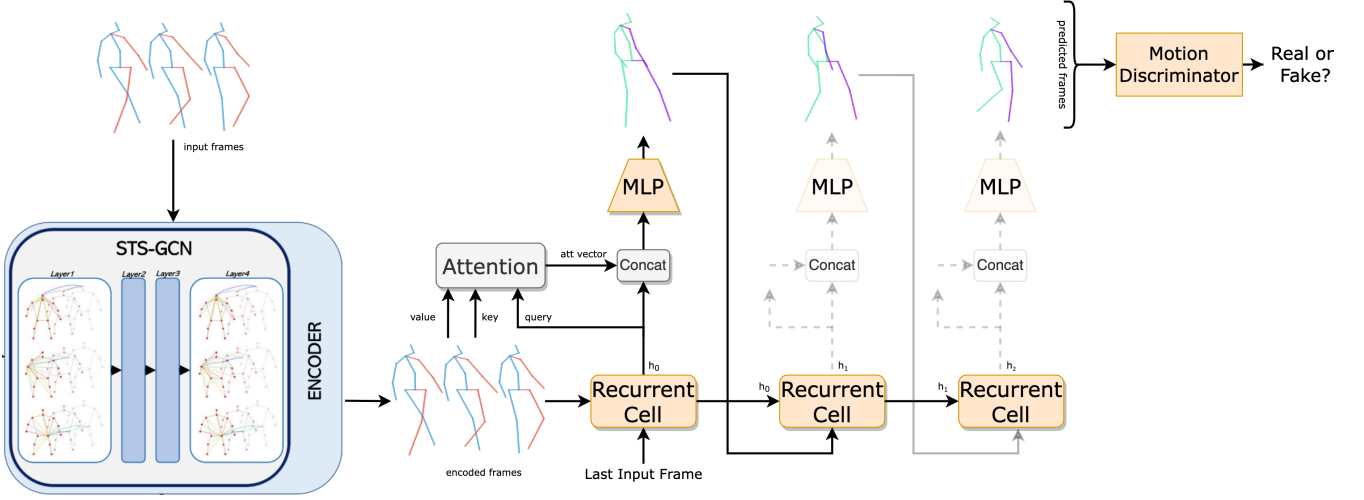 input frames
STS-GCN
Layer1
Layer2
Layer3
Layer4
ENCODER
encoded frames
value
key
query
Attention
att vector
Concat
MLP
h0
Recurrent
Cell
Last Input Frame
h0
MLP
Concat
h1
Recurrent
Cell
h1
MLP
Concat
h2
Recurrent
Cell
predicted frames
Motion
Discriminator
Real or
Fake?